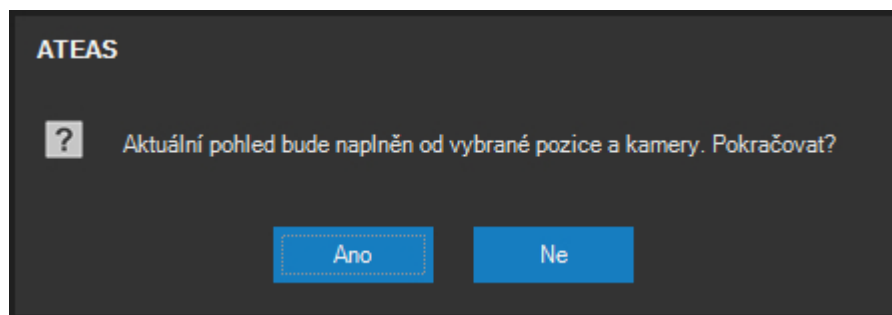 ATEAS
?
Aktuální pohled bude naplněn od vybrané pozice a kamery. Pokračovat?
Ano
Ne